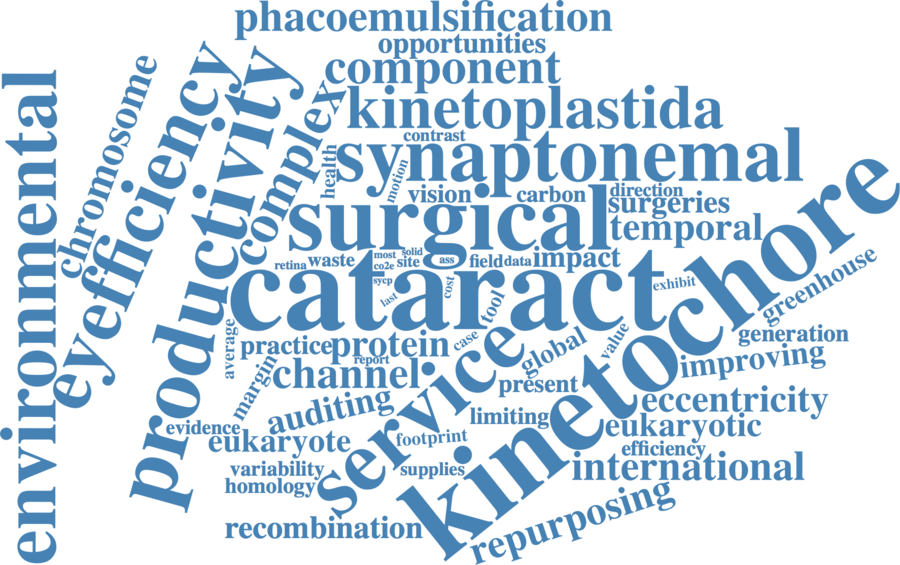 phacoemulsification
opportunities
component
kinetoplastida
contrast
synaptonemal
environmental
chromosome
eyefficiency
productivity
complex
health
motion
vision
carbon
direction
surgeries
surgical
temporal
retina
waste
most
solid
co2e
site
sycp
ass
field
data
impact
cataract
last
cost
tool
exhibit
kinetochore
greenhouse
average
practice
protein
report
case
global
value
generation
improving
margin
channel
service
present
auditing
limiting
eccentricity
evidence
eukaryote
footprint
eukaryotic
efficiency
variability
supplies
international
homology
recombination
repurposing